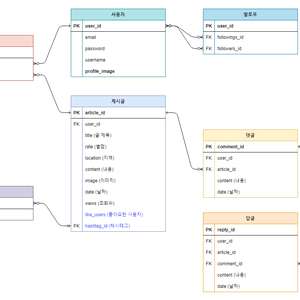 사용자
PK user_id
email
password
username
profile_image
팔로우
PK user_id
FK followings_id
FK followers_id
게시글
PK article_id
FK user_id
title (글 제목)
rate (별점)
location (지역)
content (내용)
image (이미지)
date (날짜)
views (조회수)
like_users (좋아요한 사용자)
FK hashtag_id (해시태그)
댓글
PK comment_id
FK user_id
FK article_id
content (내용)
date (날짜)
답글
PK reply_id
FK user_id
FK article_id
FK comment_id
content (내용)
date (날짜)